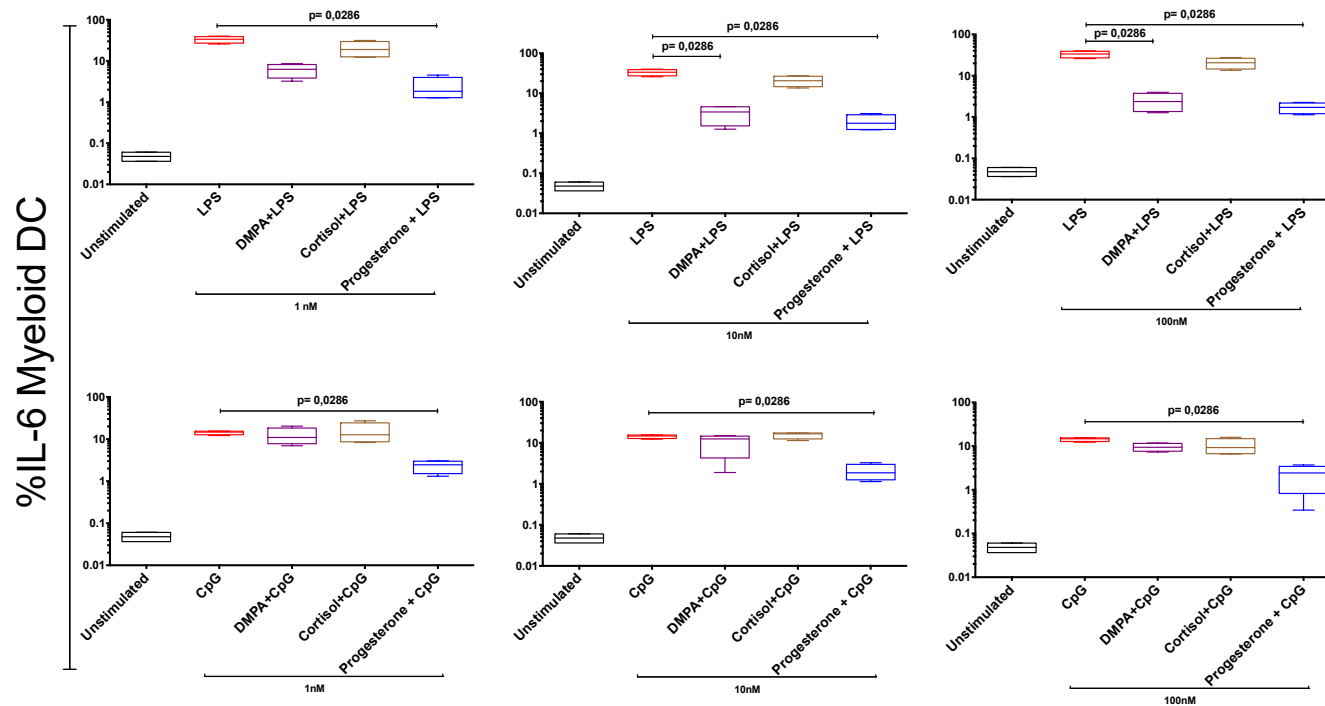 %IL-6 Myeloid DC
p= 0,0286
100
10
1
0.1
0.01
Unstimulated
LPS
DMPA+LPS
Cortisol+LPS
Progesterone + LPS
1 nM
p= 0,0286
p= 0,0286
100
10
1
0.1
0.01
Unstimulated
LPS
DMPA+LPS
Cortisol+LPS
Progesterone + LPS
10nM
p= 0,0286
p= 0,0286
100
10
1
0.1
0.01
Unstimulated
LPS
DMPA+LPS
Cortisol+LPS
Progesterone + LPS
100nM
p= 0,0286
100
10
1
0.1
0.01
Unstimulated
CpG
DMPA+CpG
Cortisol+CpG
Progesterone + CpG
1nM
p= 0,0286
100
10
1
0.1
0.01
Unstimulated
CpG
DMPA+CpG
Cortisol+CpG
Progesterone + CpG
10nM
p= 0,0286
100
10
1
0.1
0.01
Unstimulated
CpG
DMPA+CpG
Cortisol+CpG
Progesterone + CpG
100nM